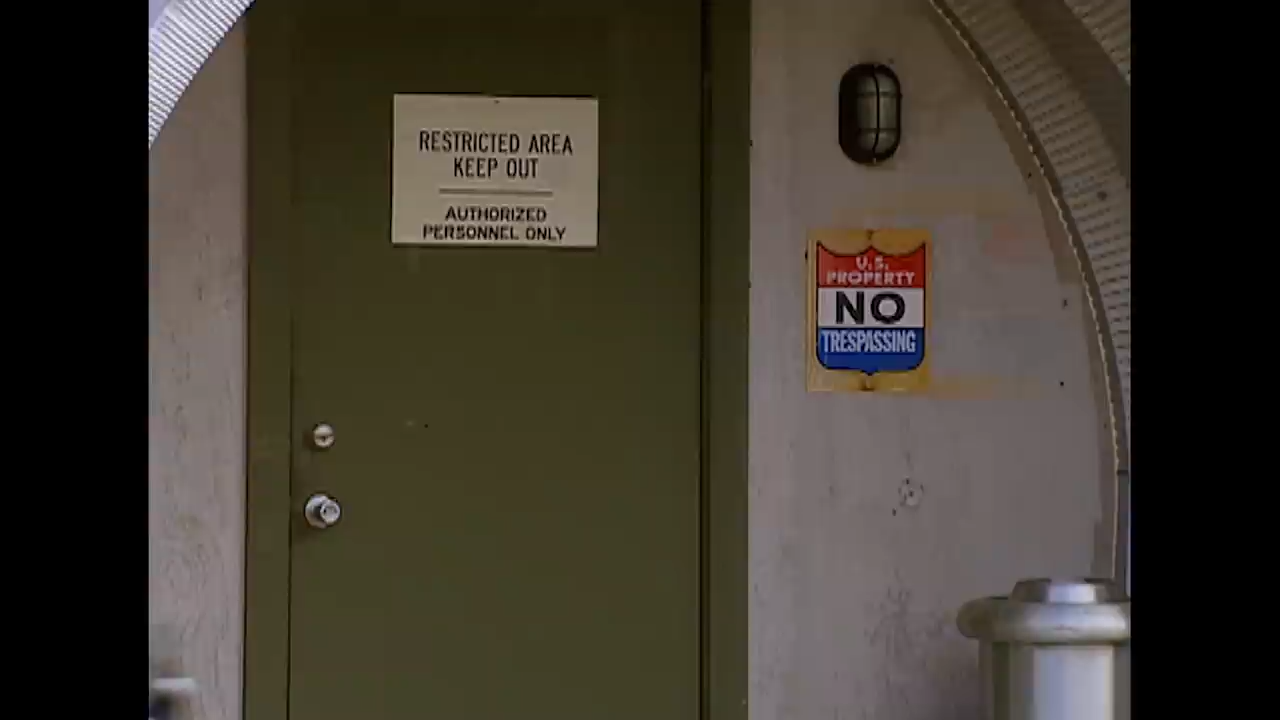 RESTRICTED AREA
KEEP OUT
AUTHORIZED
PERSONNEL ONLY
U.S.
PROPERTY
NO
TRESPASSING